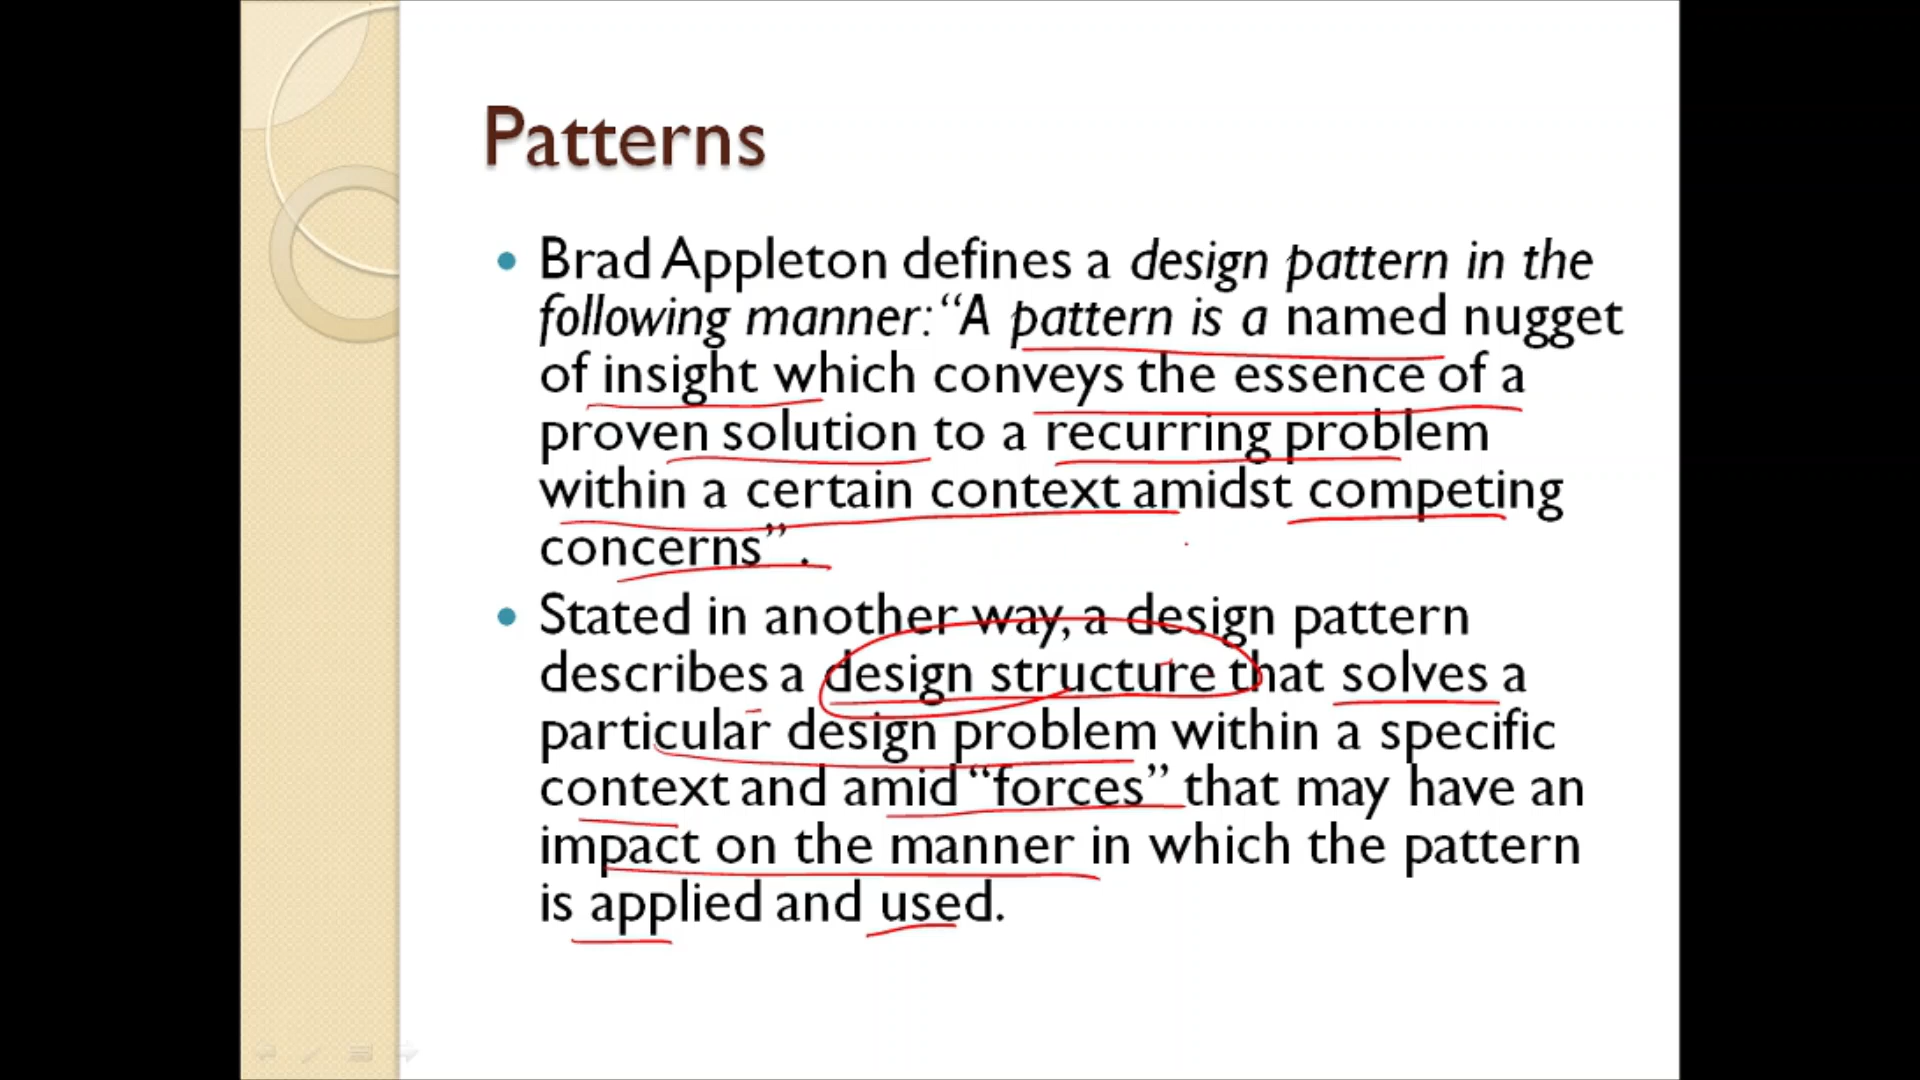 Patterns
• Brad Appleton defines a design pattern in the
following manner: “A pattern is a named nugget
of insight which conveys the essence of a
proven solution to a recurring problem
within a certain context amidst competing
concerns” .
• Stated in another way, a design pattern
describes a design structure that solves a
particular design problem within a specific
context and amid “forces” that may have an
impact on the manner in which the pattern
is applied and used.